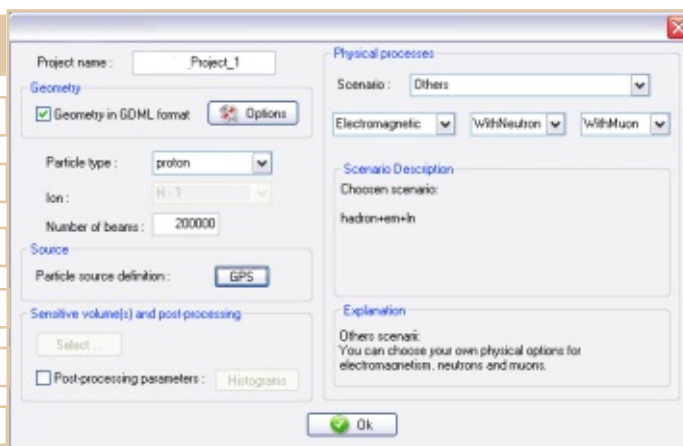 Project name : _Project_1
Geometry
Geometry in GDML format Options
Particle type : proton
Ion : H - 1
Number of beams : 200000
Source
Particle source definition : GPS
Sensitive volume(s) and post-processing
Select ...
Post-processing parameters : Histograms
Physical processes
Scenario : Others
Electromagnetic WithNeutron WithMuon
Scenario Description
Choosen scenario:
hadron+em+ln
Explanation
Others scenarii:
You can choose your own physical options for
electromagnetism, neutrons and muons.
Ok